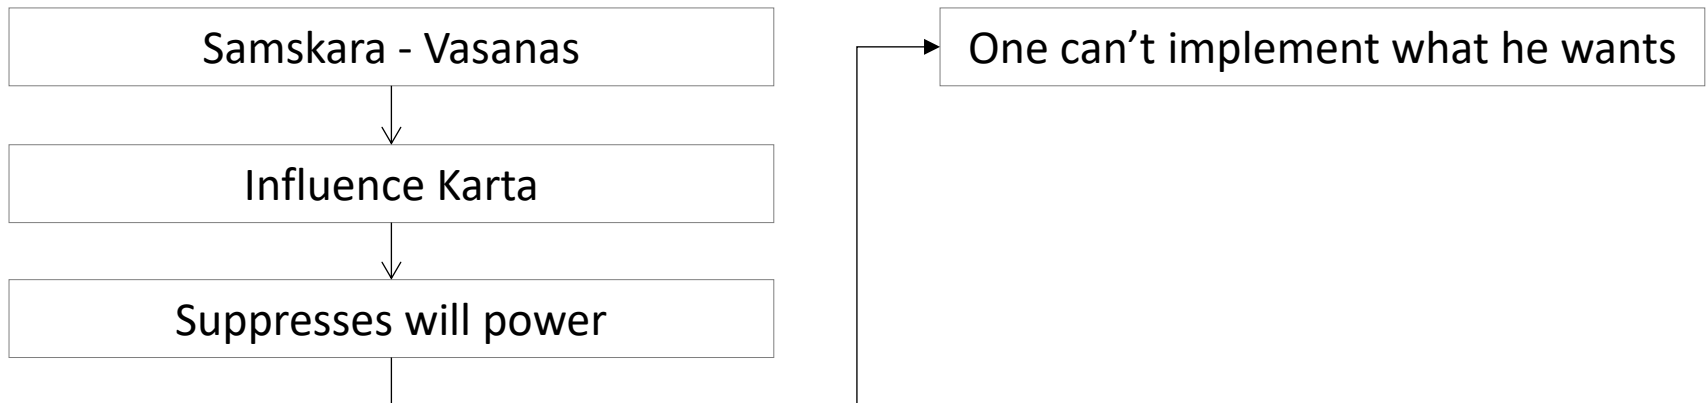 Samskara - Vasanas
Influence Karta
Suppresses will power
One can’t implement what he wants